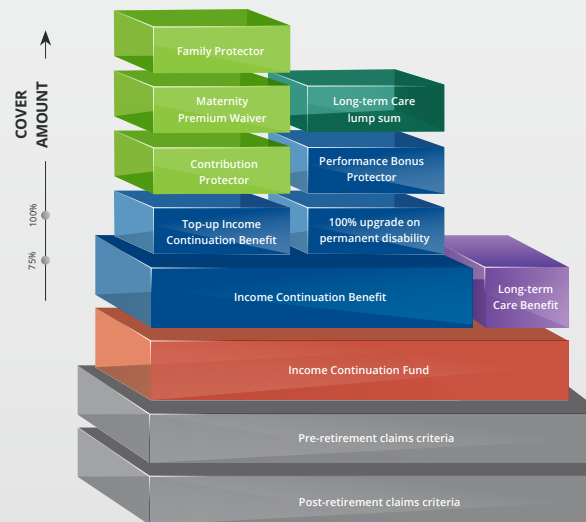 COVER
AMOUNT
100%
75%
Family Protector
Maternity
Premium Waiver
Long-term Care
lump sum
Contribution
Protector
Performance Bonus
Protector
Top-up Income
Continuation Benefit
100% upgrade on
permanent disability
Income Continuation Benefit
Long-term
Care Benefit
Income Continuation Fund
Pre-retirement claims criteria
Post-retirement claims criteria